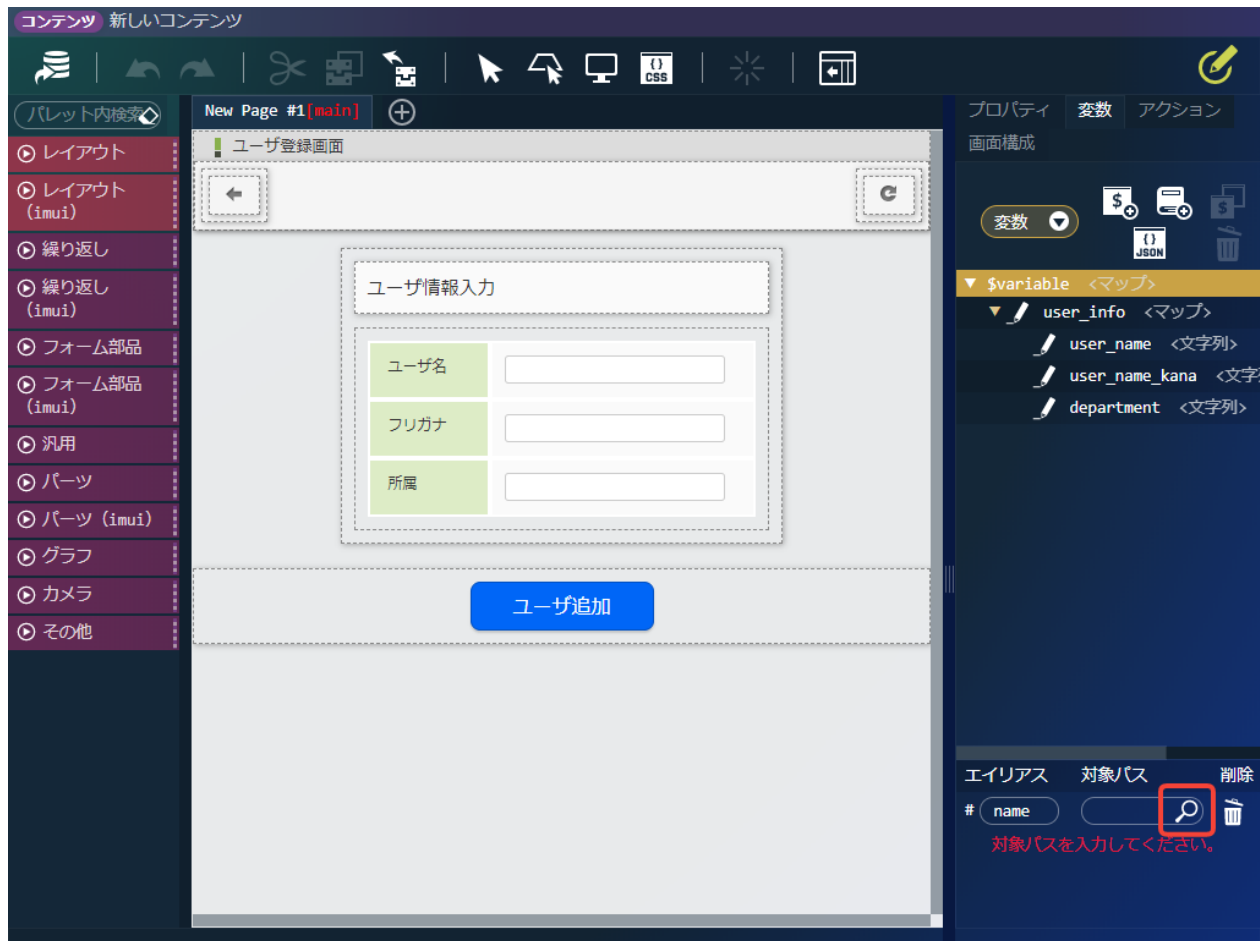 コンテンツ 新しいコンテンツ
{} CSS
パレット内検索
New Page #1[main]
プロパティ 変数 アクション
画面構成
レイアウト
レイアウト
(imui)
繰り返し
繰り返し
(imui)
フォーム部品
フォーム部品
(imui)
汎用
パーツ
パーツ (imui)
グラフ
カメラ
その他
ユーザ登録画面
ユーザ情報入力
ユーザ名
フリガナ
所属
ユーザ追加
変数
$
$
{} JSON
$variable <マップ>
user_info <マップ>
user_name <文字列>
user_name_kana <文字
department <文字列>
エイリアス 対象パス 削除
# name
対象パスを入力してください。